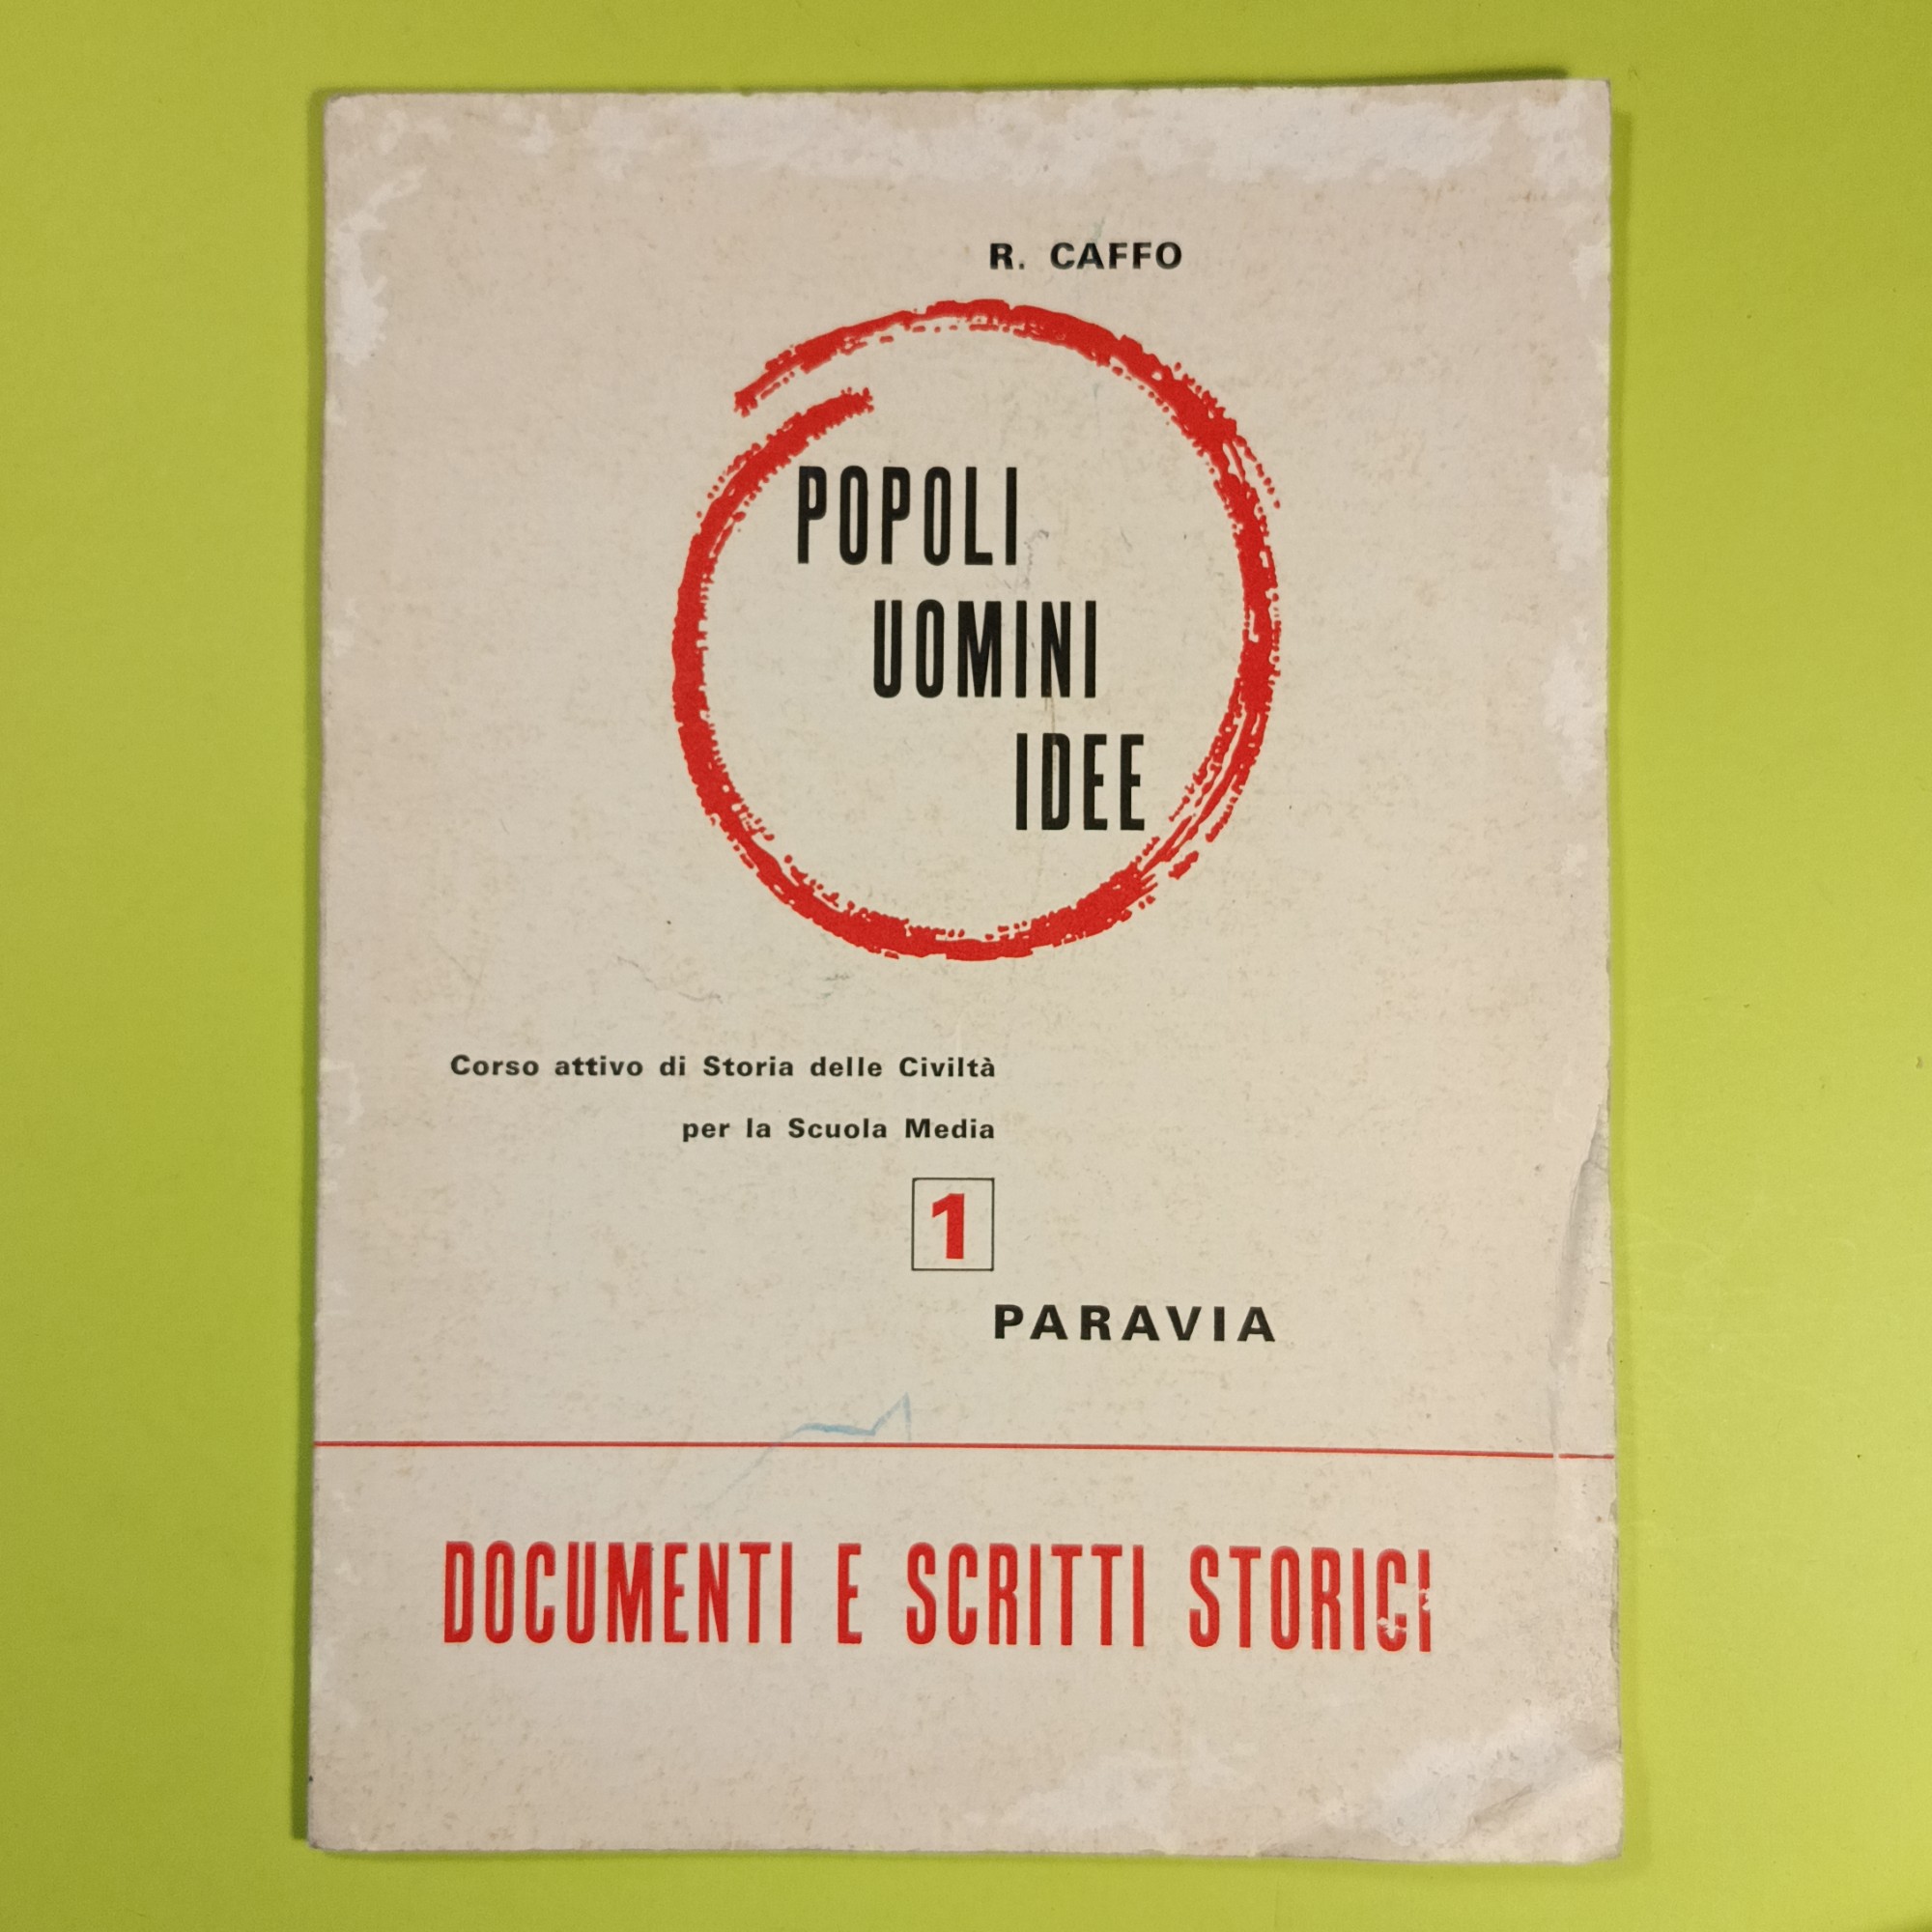 R. CAFFO
POPOLI
UOMINI
IDEE
Corso attivo di Storia delle Civiltà
per la Scuola Media
1
PARAVIA
DOCUMENTI E SCRITTI STORICI